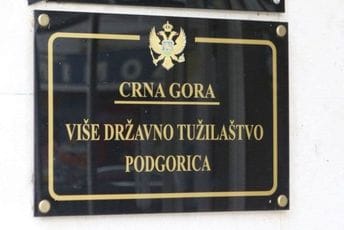 CRNA GORA
VIŠE DRŽAVNO TUŽILAŠTVO
PODGORICA